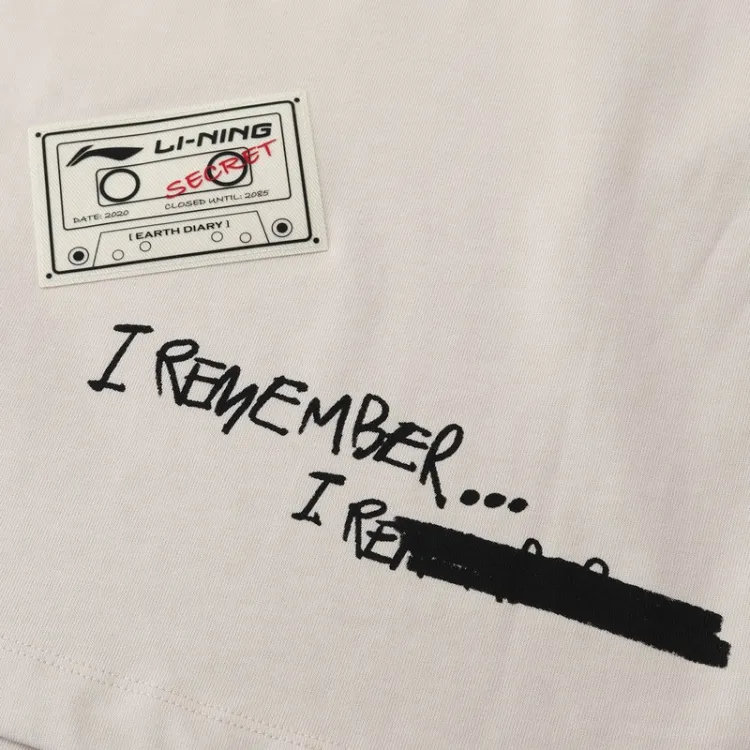 LI-NING
SECRET
DATE: 2020 CLOSED UNTIL: 2085
[EARTH DIARY]
I REMEMBER...
I